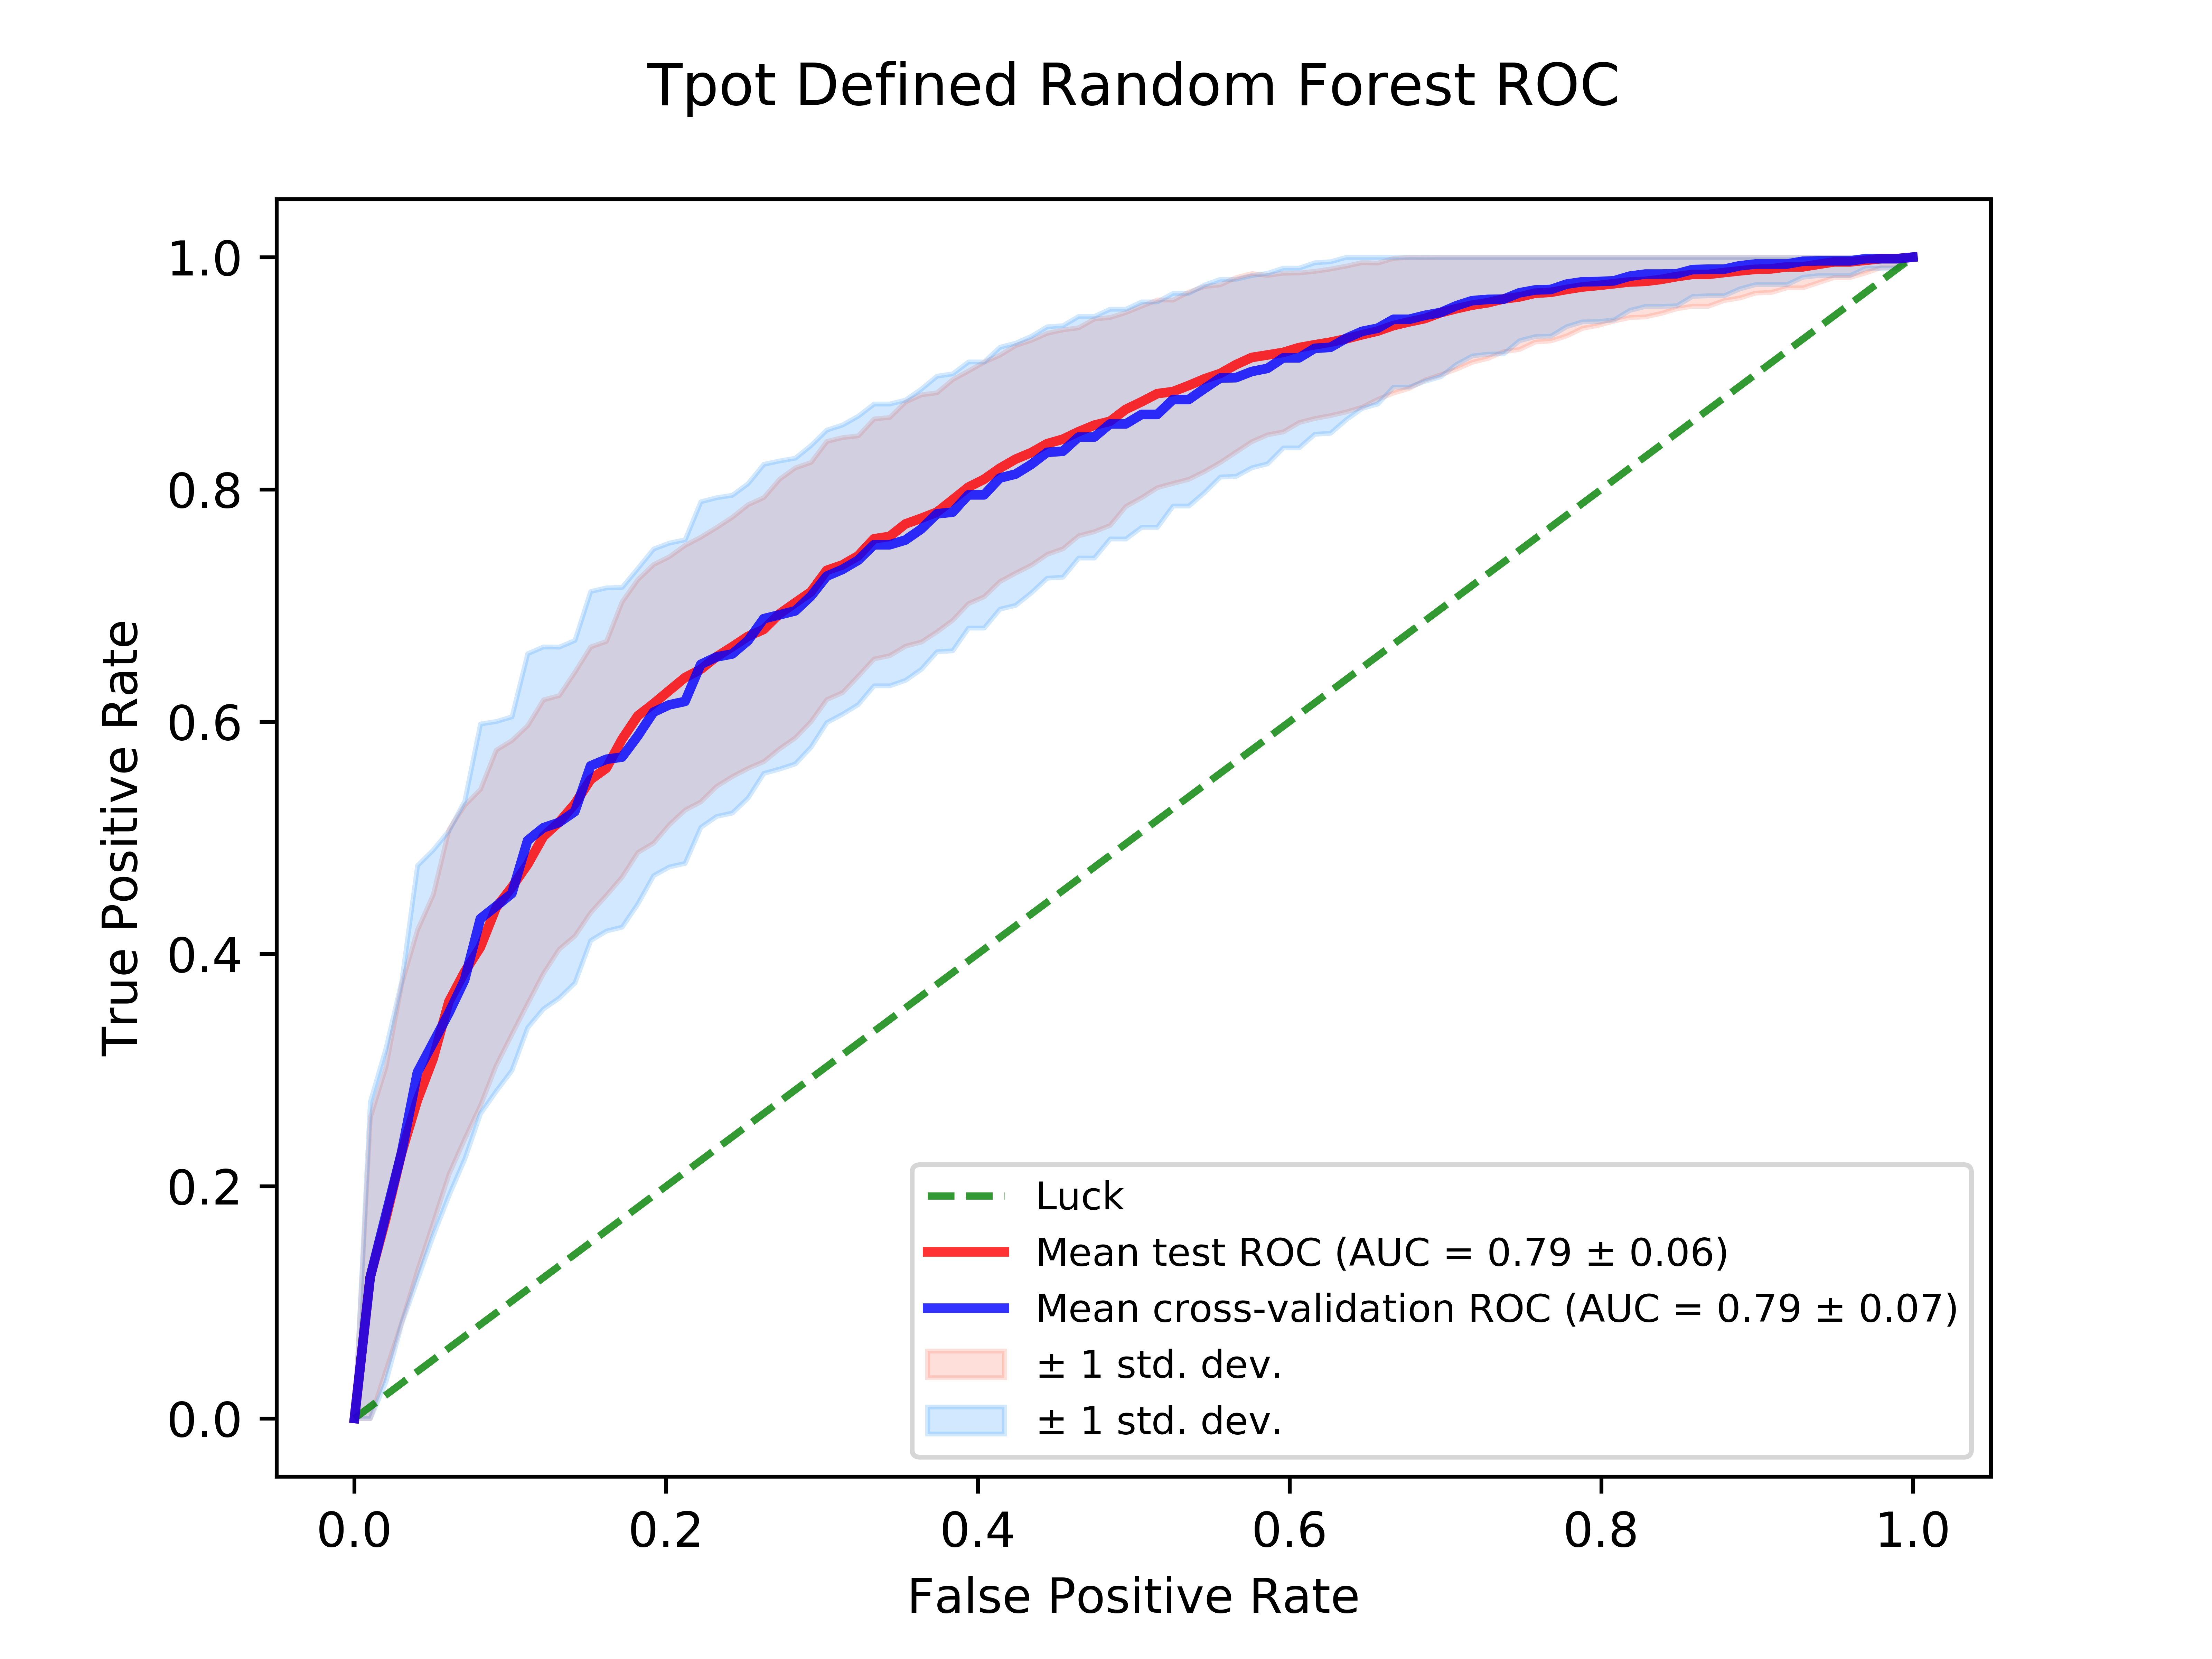 Tpot Defined Random Forest ROC
True Positive Rate
1.0
0.8
0.6
0.4
0.2
0.0
Luck
Mean test ROC (AUC = 0.79 ± 0.06)
Mean cross-validation ROC (AUC = 0.79 ± 0.07)
± 1 std. dev.
± 1 std. dev.
0.0 0.2 0.4 0.6 0.8 1.0
False Positive Rate